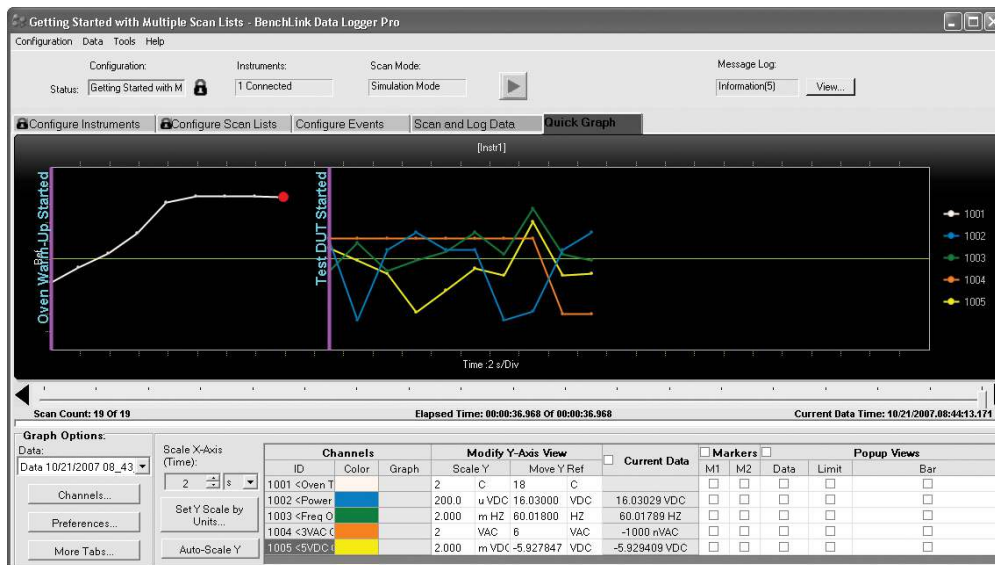 Getting Started with Multiple Scan Lists - BenchLink Data Logger Pro
Configuration Data Tools Help
Configuration: Instruments: Scan Mode: Message Log:
Status: Getting Started with M 1 Connected Simulation Mode Information(5) View...
Configure Instruments Configure Scan Lists Configure Events Scan and Log Data Quick Graph
[Instr1]
Oven Warm-Up Started
Ref
Test DUT Started
1001
1002
1003
1004
1005
Time :2 s/Div
Scan Count: 19 Of 19 Elapsed Time: 00:00:36.968 Of 00:00:36.968 Current Data Time: 10/21/2007.08:44:13.171
Graph Options:
Data:
Data 10/21/2007 08_43
Channels...
Preferences...
More Tabs...
Scale X-Axis
(Time):
2 s
Set Y Scale by
Units...
Auto-Scale Y
Channels Modify Y-Axis View Current Data Markers Popup Views
ID Color Graph Scale Y Move Y Ref M1 M2 Data Limit Bar
1001 <Oven T 2 C 18 C
1002 <Power 200.0 u VDC 16.03000 VDC 16.03029 VDC
1003 <Freq O 2.000 m HZ 60.01800 HZ 60.01789 HZ
1004 <3VAC 2 VAC 6 VAC -1000 nVAC
1005 <5VDC 2.000 m VDC -5.927847 VDC -5.929409 VDC